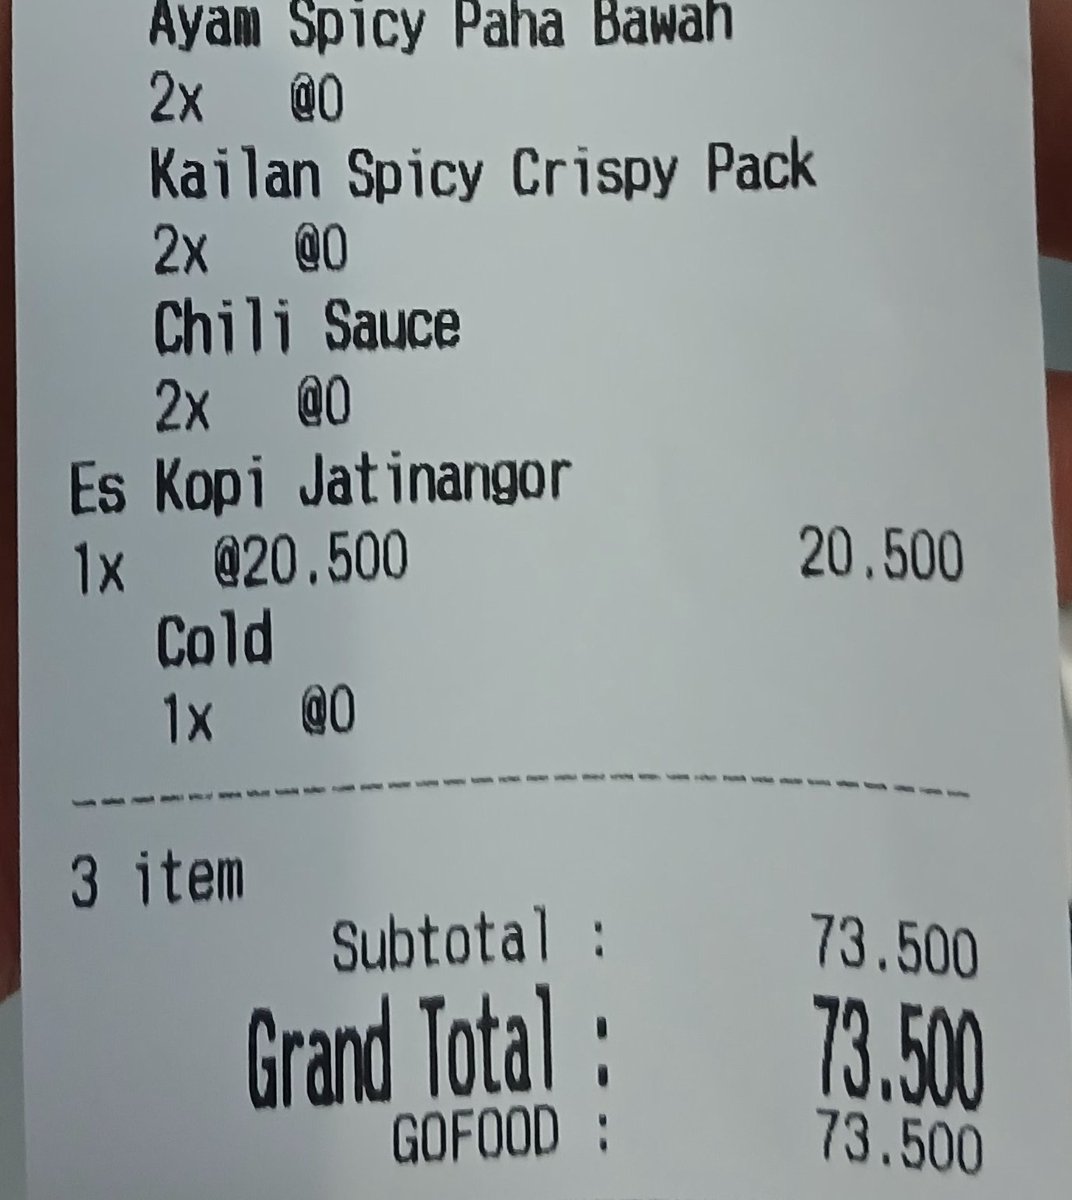 Ayam Spicy Paha Bawah
2x @0
Kailan Spicy Crispy Pack
2x @0
Chili Sauce
2x @0
Es Kopi Jatinangor
1x @20.500 20.500
Cold
1x @0
3 item
Subtotal : 73.500
Grand Total : 73.500
GOFOOD : 73.500